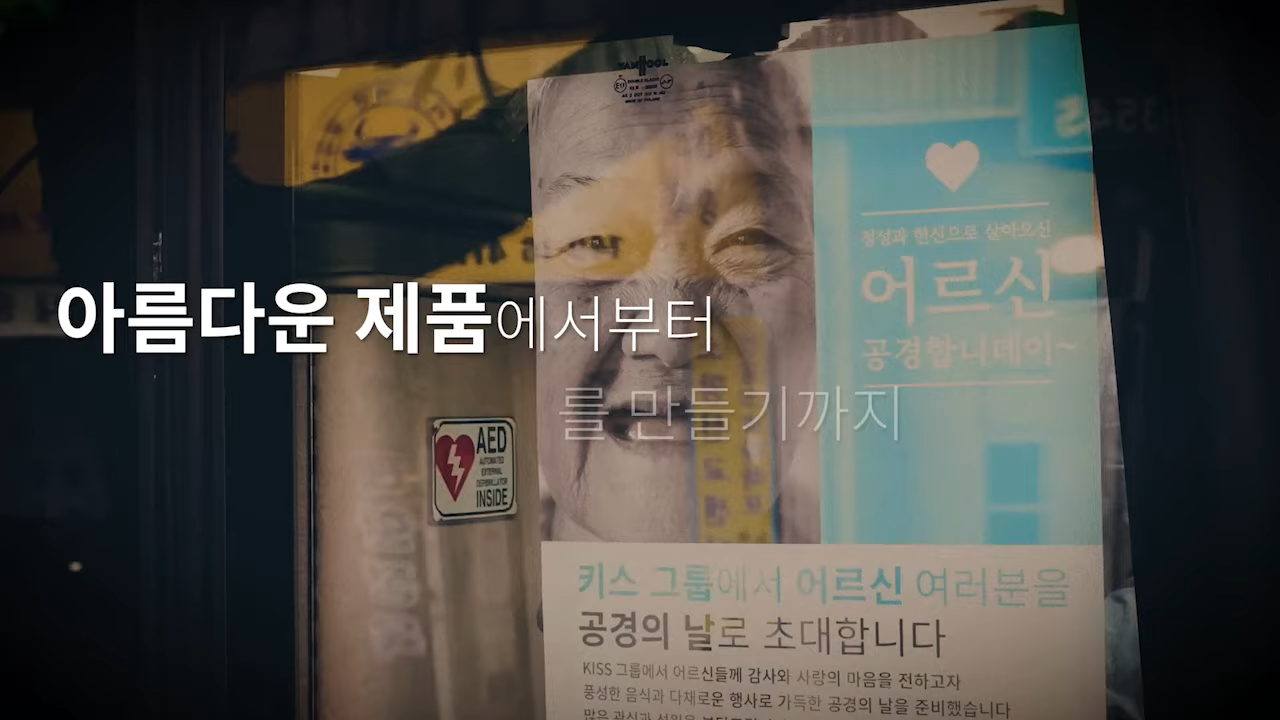 아름다운 제품에서부터
를 만들기까지
정성과 헌신으로 살아오신
어르신
공경합니데이~
AED
AUTOMATED
EXTERNAL
DEFIBRILLATOR
INSIDE
키스 그룹에서 어르신 여러분을
공경의 날로 초대합니다
KISS 그룹에서 어르신들께 감사와 사랑의 마음을 전하고자
풍성한 음식과 다채로운 행사로 가득한 공경의 날을 준비했습니다